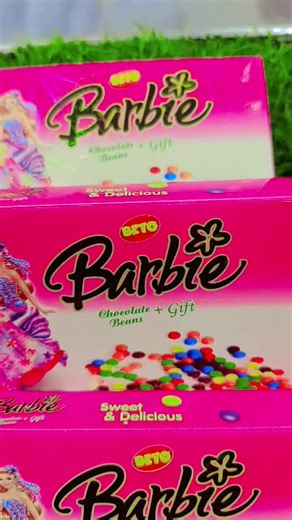 BETO
Barbie
Chocolate + Gift
Beans
Sweet
& Delicious
BETO
Barbie
Chocolate + Gift
Beans
Barbie
Sweet
& Delicious
BETO
Barbie